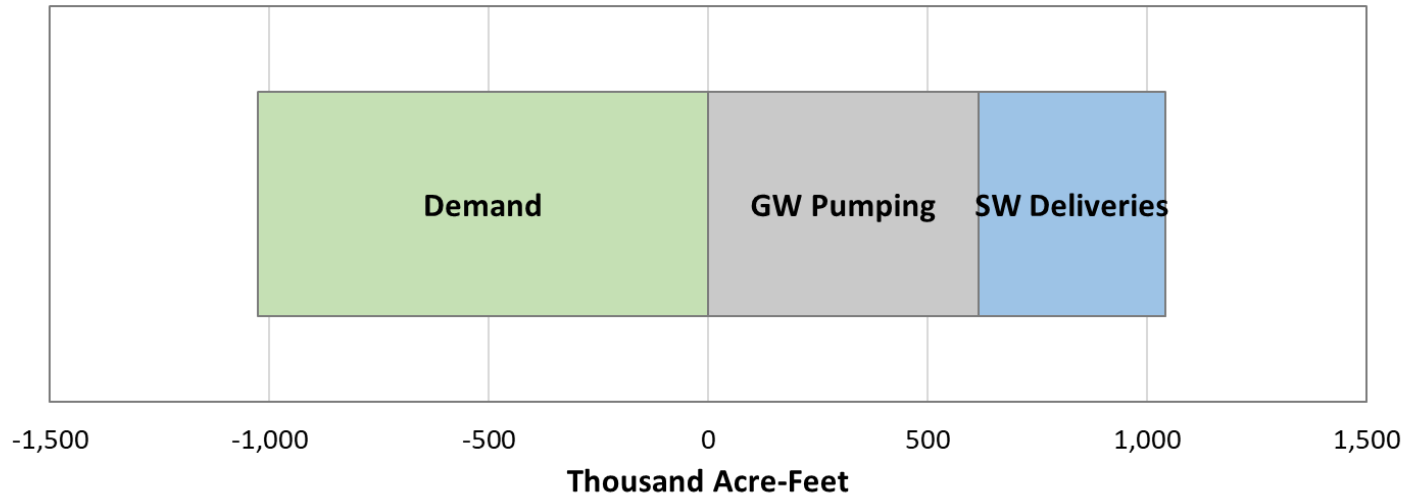 Demand GW Pumping SW Deliveries
-1,500 -1,000 -500 0 500 1,000 1,500
Thousand Acre-Feet